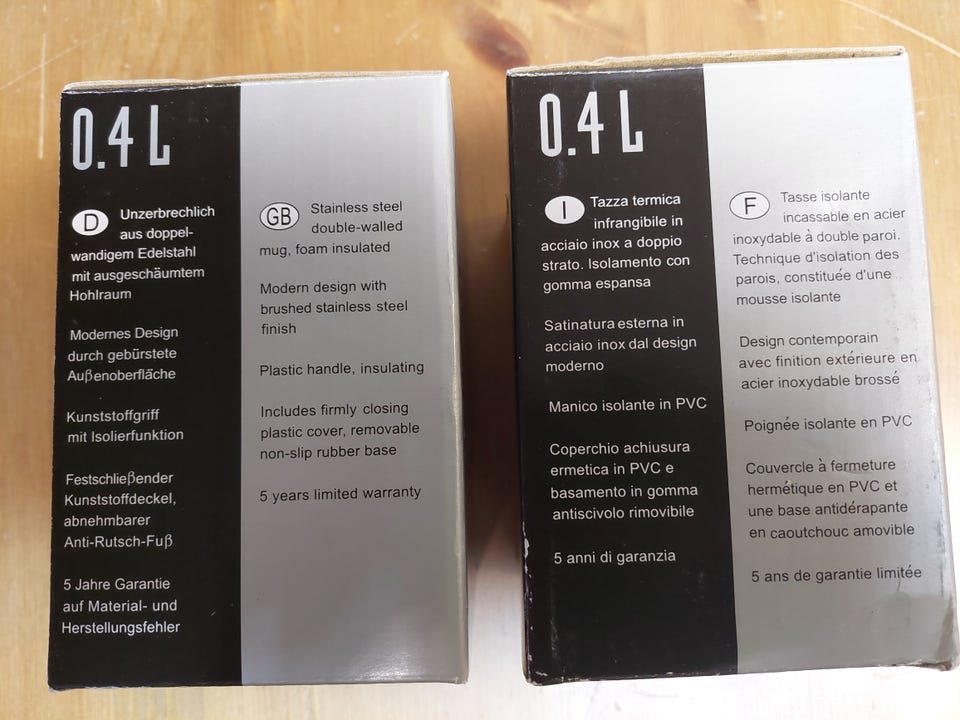 0.4 L
D
Unzerbrechlich
aus doppel-
wandigem Edelstahl
mit ausgeschäumtem
Hohlraum
Modernes Design
durch gebürstete
Auβenoberfläche
Kunststoffgriff
mit Isolierfunktion
Festschlieβender
Kunststoffdeckel,
abnehmbarer
Anti-Rutsch-Fuβ
5 Jahre Garantie
auf Material- und
Herstellungsfehler
GB
Stainless steel
double-walled
mug, foam insulated
Modern design with
brushed stainless steel
finish
Plastic handle, insulating
Includes firmly closing
plastic cover, removable
non-slip rubber base
5 years limited warranty
0.4 L
I
Tazza termica
infrangibile in
acciaio inox a doppio
strato. Isolamento con
gomma espansa
Satinatura esterna in
acciaio inox dal design
moderno
Manico isolante in PVC
Coperchio achiusura
ermetica in PVC e
basamento in gomma
antiscivolo rimovibile
5 anni di garanzia
F
Tasse isolante
incassable en acier
inoxydable à double paroi.
Technique d'isolation des
parois, constituée d'une
mousse isolante
Design contemporain
avec finition extérieure en
acier inoxydable brossé
Poignée isolante en PVC
Couvercle à fermeture
hermétique en PVC et
une base antidérapante
en caoutchouc amovible
5 ans de garantie limitée